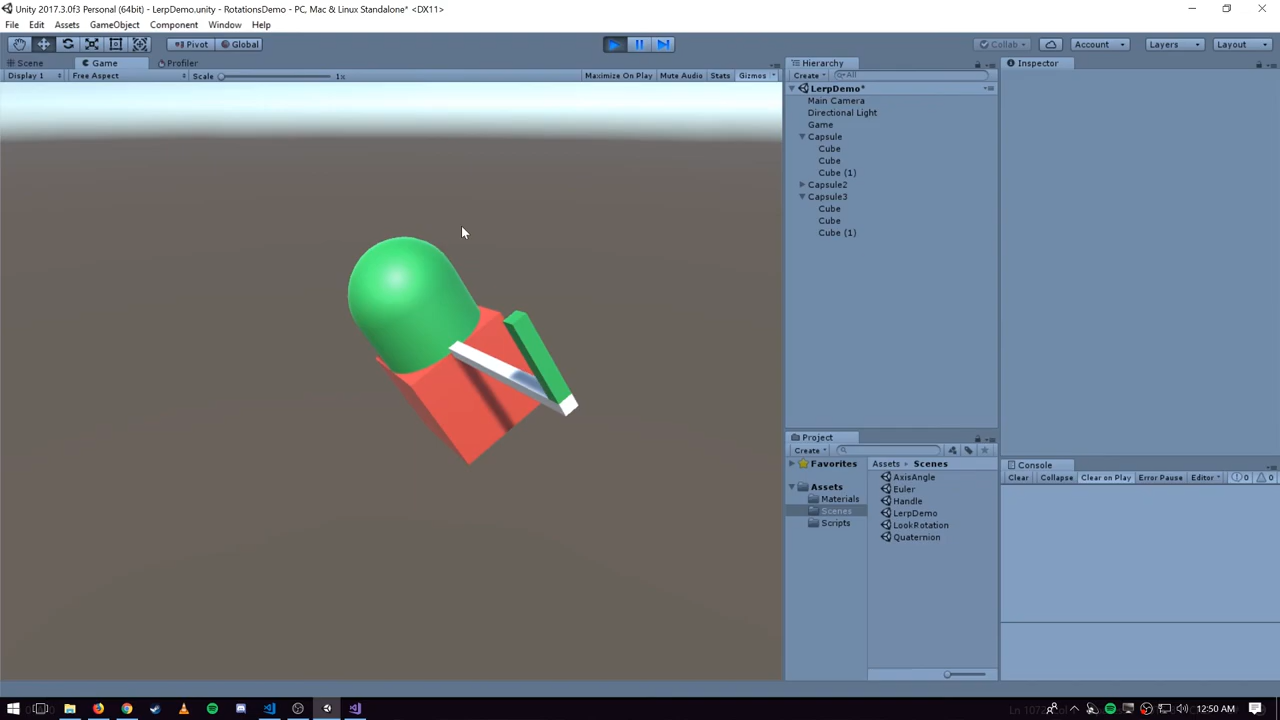 Unity 2017.3.0f3 Personal (64bit) - LerpDemo.unity - RotationsDemo - PC, Mac & Linux Standalone* <DX11>
File Edit Assets GameObject Component Window Help
Pivot Global Collab Account Layers Layout
Scene Game Profiler
Display 1 Free Aspect Scale 1x Maximize On Play Mute Audio Stats Gizmos
Hierarchy
Create All
LerpDemo*
Main Camera
Directional Light
Game
Capsule
Cube
Cube
Cube (1)
Capsule2
Capsule3
Cube
Cube
Cube (1)
Inspector
Project
Create
Favorites
Assets
Materials
Scenes
Scripts
Assets Scenes
AxisAngle
Euler
Handle
LerpDemo
LookRotation
Quaternion
Console
Clear Collapse Clear on Play Error Pause Editor 0 0
12:50 AM